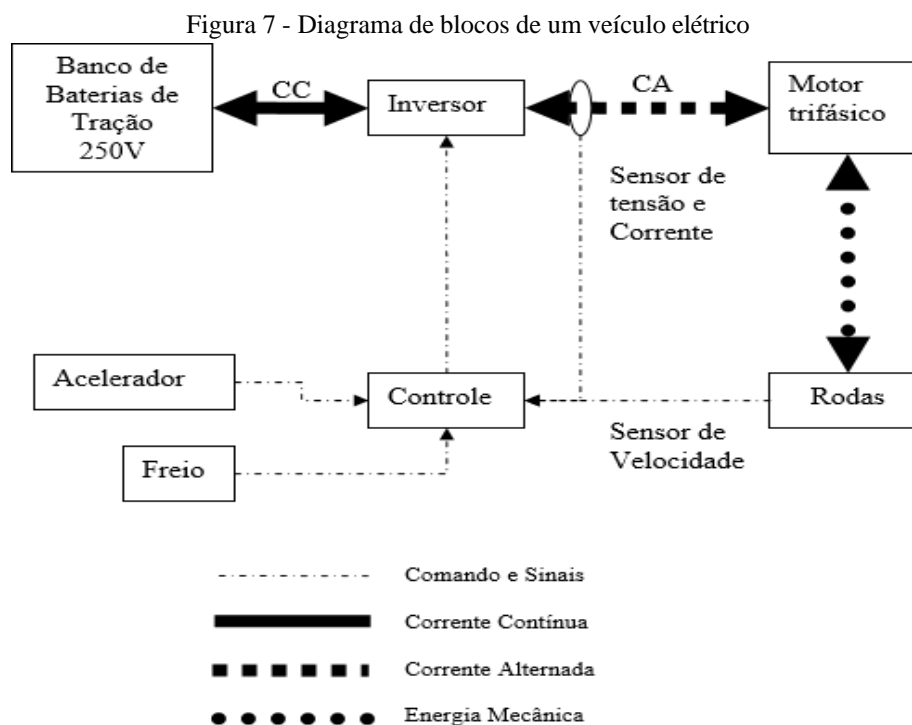 Figura 7 - Diagrama de blocos de um veículo elétrico
Banco de
Baterias de
Tração
250V
CC
Inversor
CA
Motor
trifásico
Sensor de
tensão e
Corrente
Acelerador
Controle
Rodas
Freio
Sensor de
Velocidade
Comando e Sinais
Corrente Contínua
Corrente Alternada
Energia Mecânica